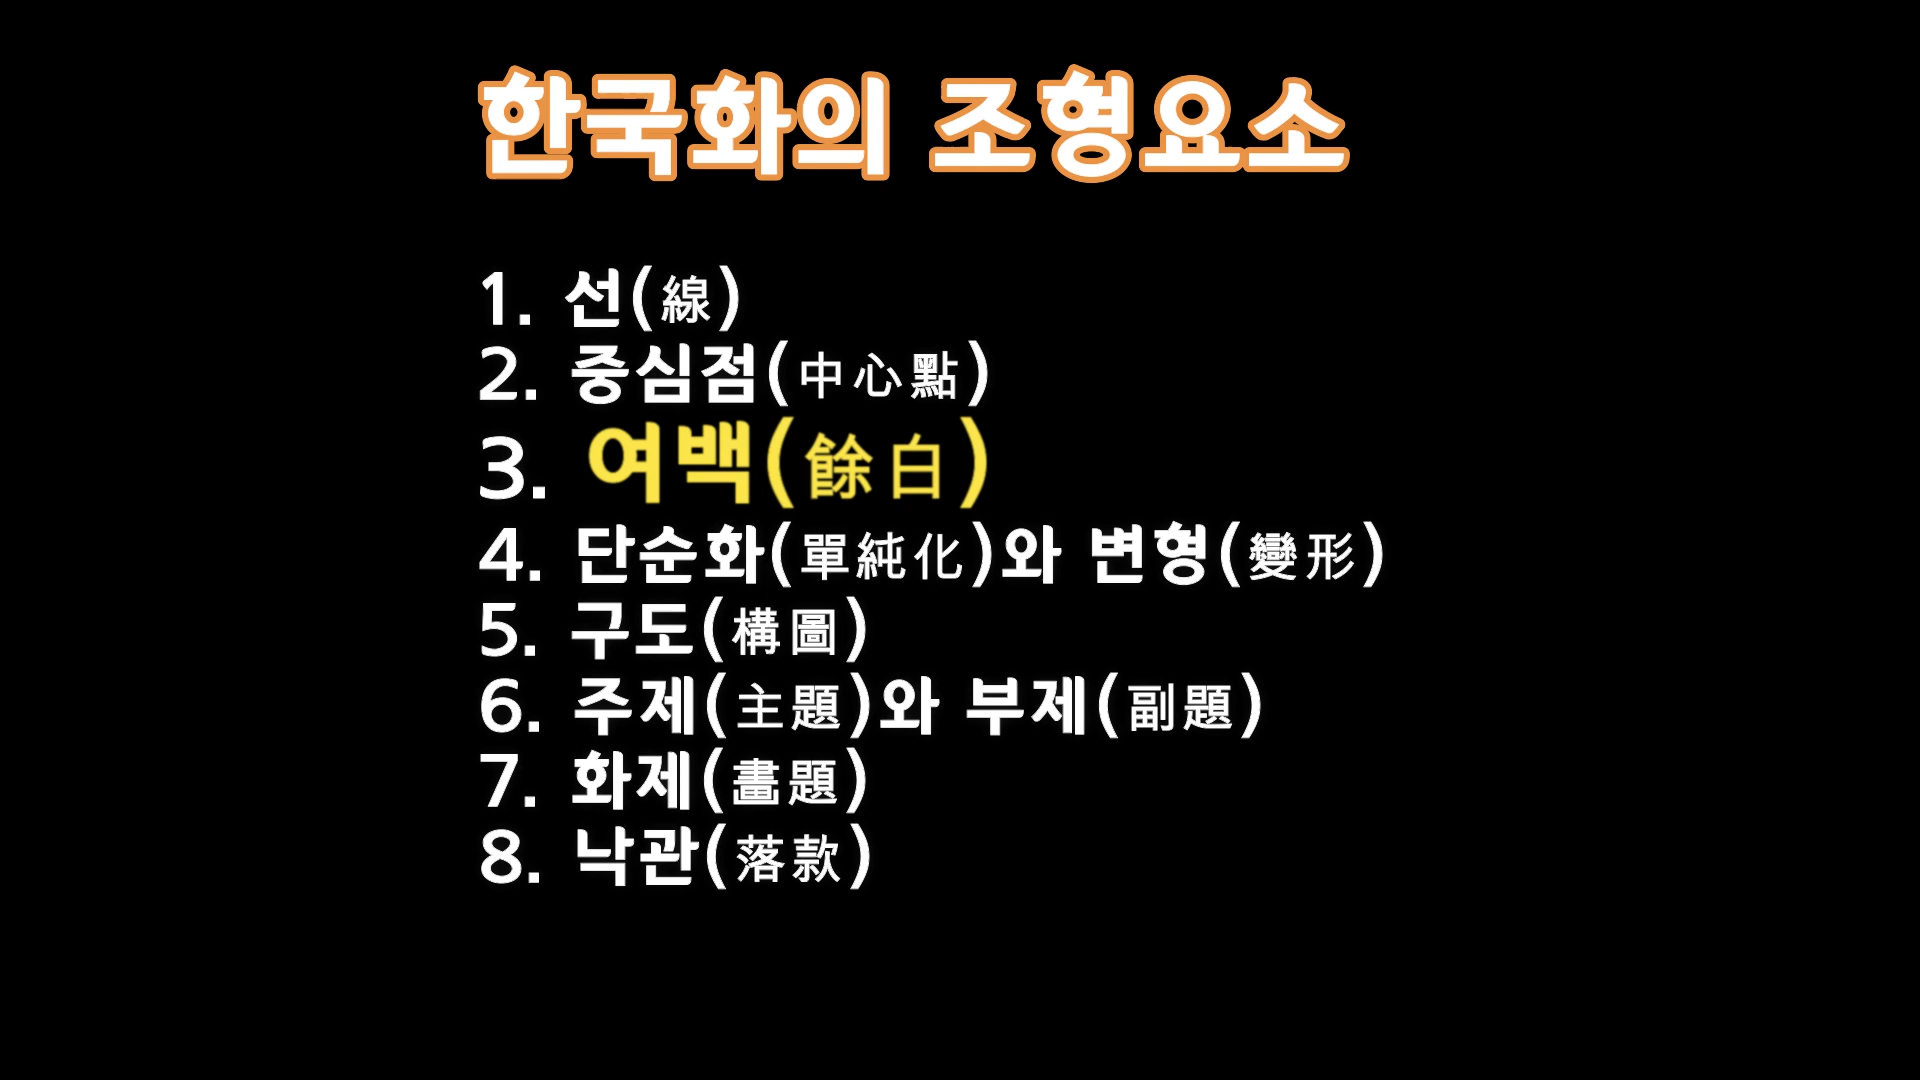 한국화의 조형요소
1. 선(線)
2. 중심점(中心點)
3. 여백(餘白)
4. 단순화(單純化)와 변형(變形)
5. 구도(構圖)
6. 주제(主題)와 부제(副題)
7. 화제(畵題)
8. 낙관(落款)